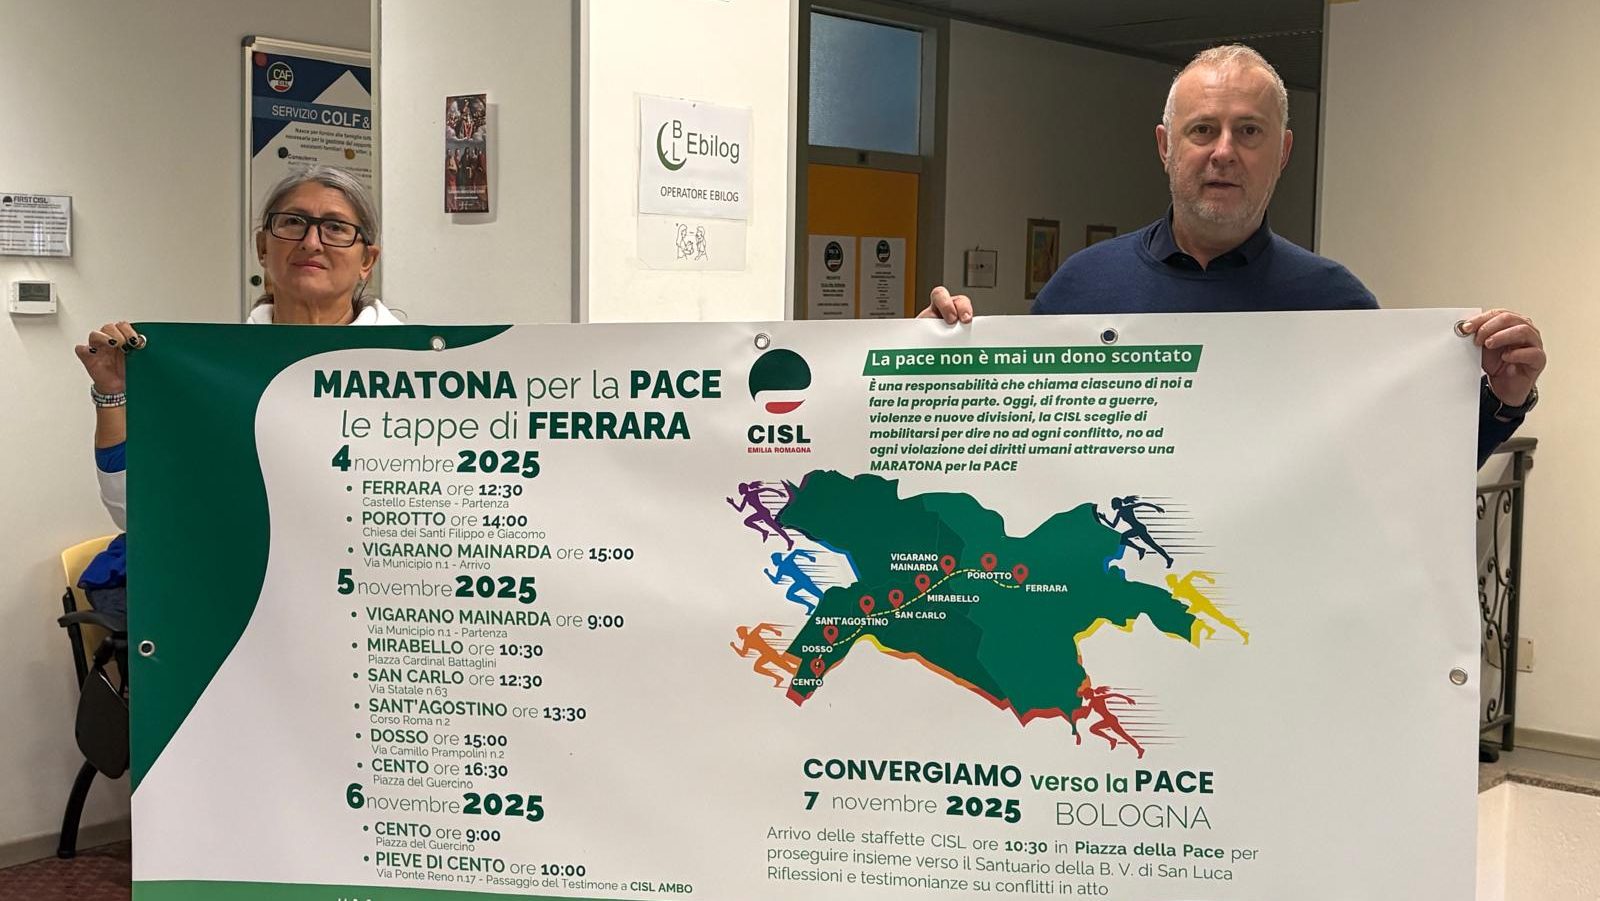 CAF
CISL
SERVIZIO COLF &
FIRST CISL
B
L
Ebilog
OPERATORE EBILOG
MARATONA per la PACE
le tappe di FERRARA
4 novembre 2025
• FERRARA ore 12:30
Castello Estense - Partenza
• POROTTO ore 14:00
Chiesa dei Santi Filippo e Giacomo
• VIGARANO MAINARDA ore 15:00
Via Municipio n.1 - Arrivo
5 novembre 2025
• VIGARANO MAINARDA ore 9:00
Via Municipio n.1 - Partenza
• MIRABELLO ore 10:30
Piazza Cardinal Battaglini
• SAN CARLO ore 12:30
Via Statale n.63
• SANT'AGOSTINO ore 13:30
Corso Roma n.2
• DOSSO ore 15:00
Via Camillo Prampolini n.2
• CENTO ore 16:30
Piazza del Guercino
6 novembre 2025
• CENTO ore 9:00
Piazza del Guercino
• PIEVE DI CENTO ore 10:00
Via Ponte Reno n.17 - Passaggio del Testimone a CISL AMBO
CISL
EMILIA ROMAGNA
La pace non è mai un dono scontato
È una responsabilità che chiama ciascuno di noi a
fare la propria parte. Oggi, di fronte a guerre,
violenze e nuove divisioni, la CISL sceglie di
mobilitarsi per dire no ad ogni conflitto, no ad
ogni violazione dei diritti umani attraverso una
MARATONA per la PACE
VIGARANO
MAINARDA
POROTTO
FERRARA
MIRABELLO
SAN CARLO
SANT'AGOSTINO
DOSSO
CENTO
CONVERGIAMO verso la PACE
7 novembre 2025 BOLOGNA
Arrivo delle staffette CISL ore 10:30 in Piazza della Pace per
proseguire insieme verso il Santuario della B. V. di San Luca
Riflessioni e testimonianze su conflitti in atto